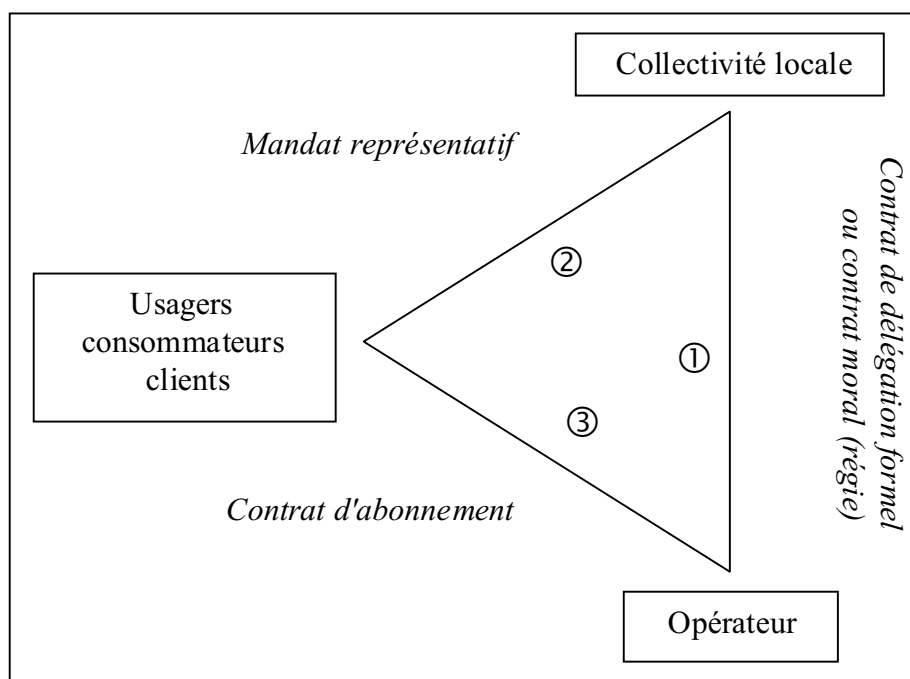 Collectivité locale
Mandat représentatif
Contrat de délégation formel
ou contrat moral (régie)
②
Usagers
consommateurs
clients
①
③
Contrat d'abonnement
Opérateur